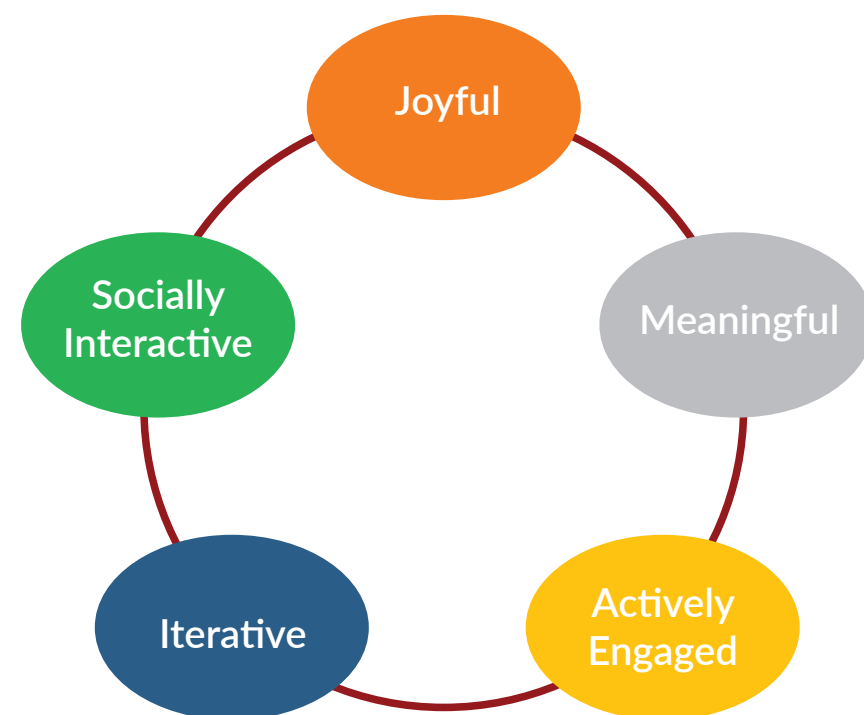 Joyful
Socially
Interactive
Meaningful
Iterative
Actively
Engaged